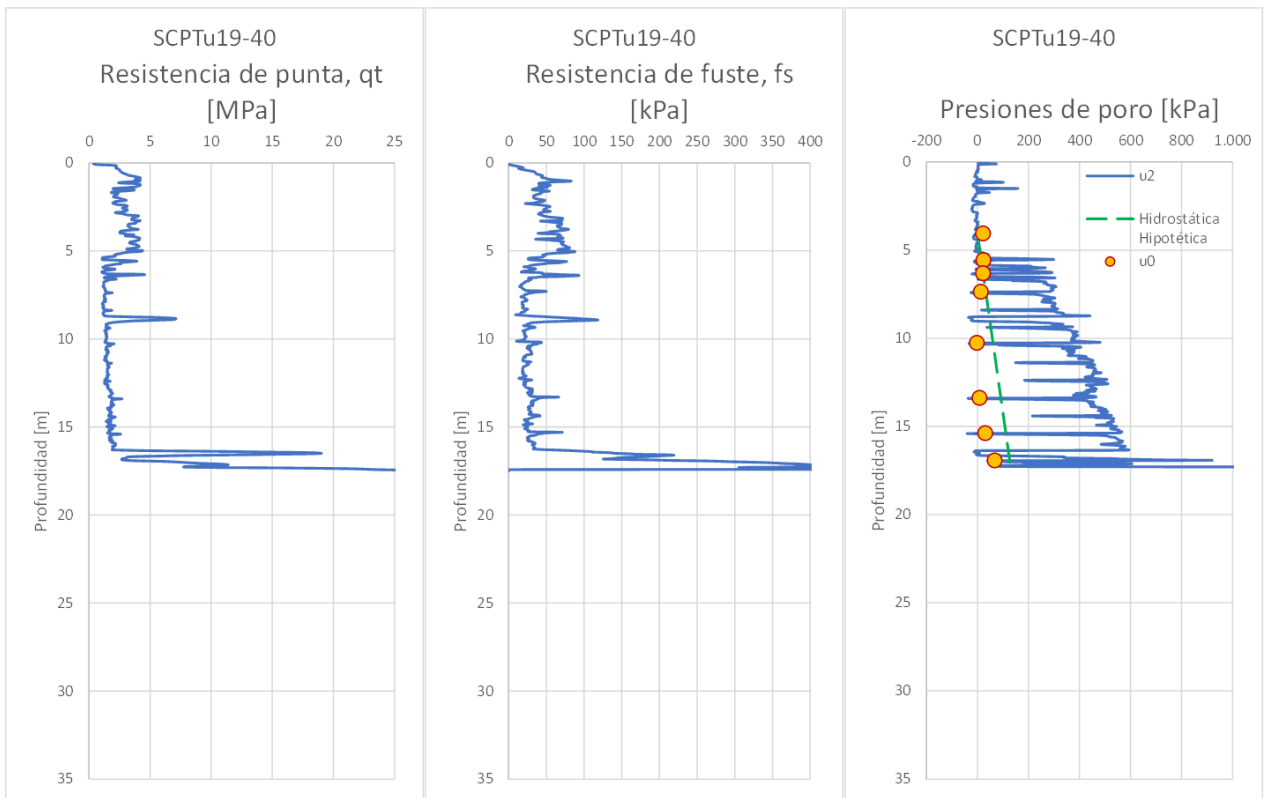 SCPTu19-40
Resistencia de punta, qt
[MPa]
0 5 10 15 20 25
0
5
10
15
20
25
30
35
Profundidad [m]
SCPTu19-40
Resistencia de fuste, fs
[kPa]
0 50 100 150 200 250 300 350 400
0
5
10
15
20
25
30
35
Profundidad [m]
SCPTu19-40
Presiones de poro [kPa]
-200 0 200 400 600 800 1.000
0
5
10
15
20
25
30
35
Profundidad [m]
u2
Hidrostática
Hipotética
u0